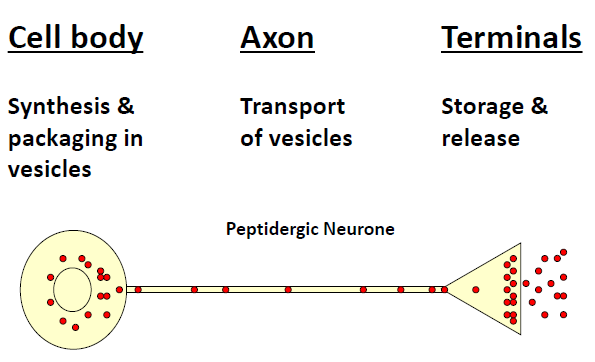 Cell body
Axon
Terminals
Synthesis &
packaging in
vesicles
Transport
of vesicles
Storage &
release
Peptidergic Neurone